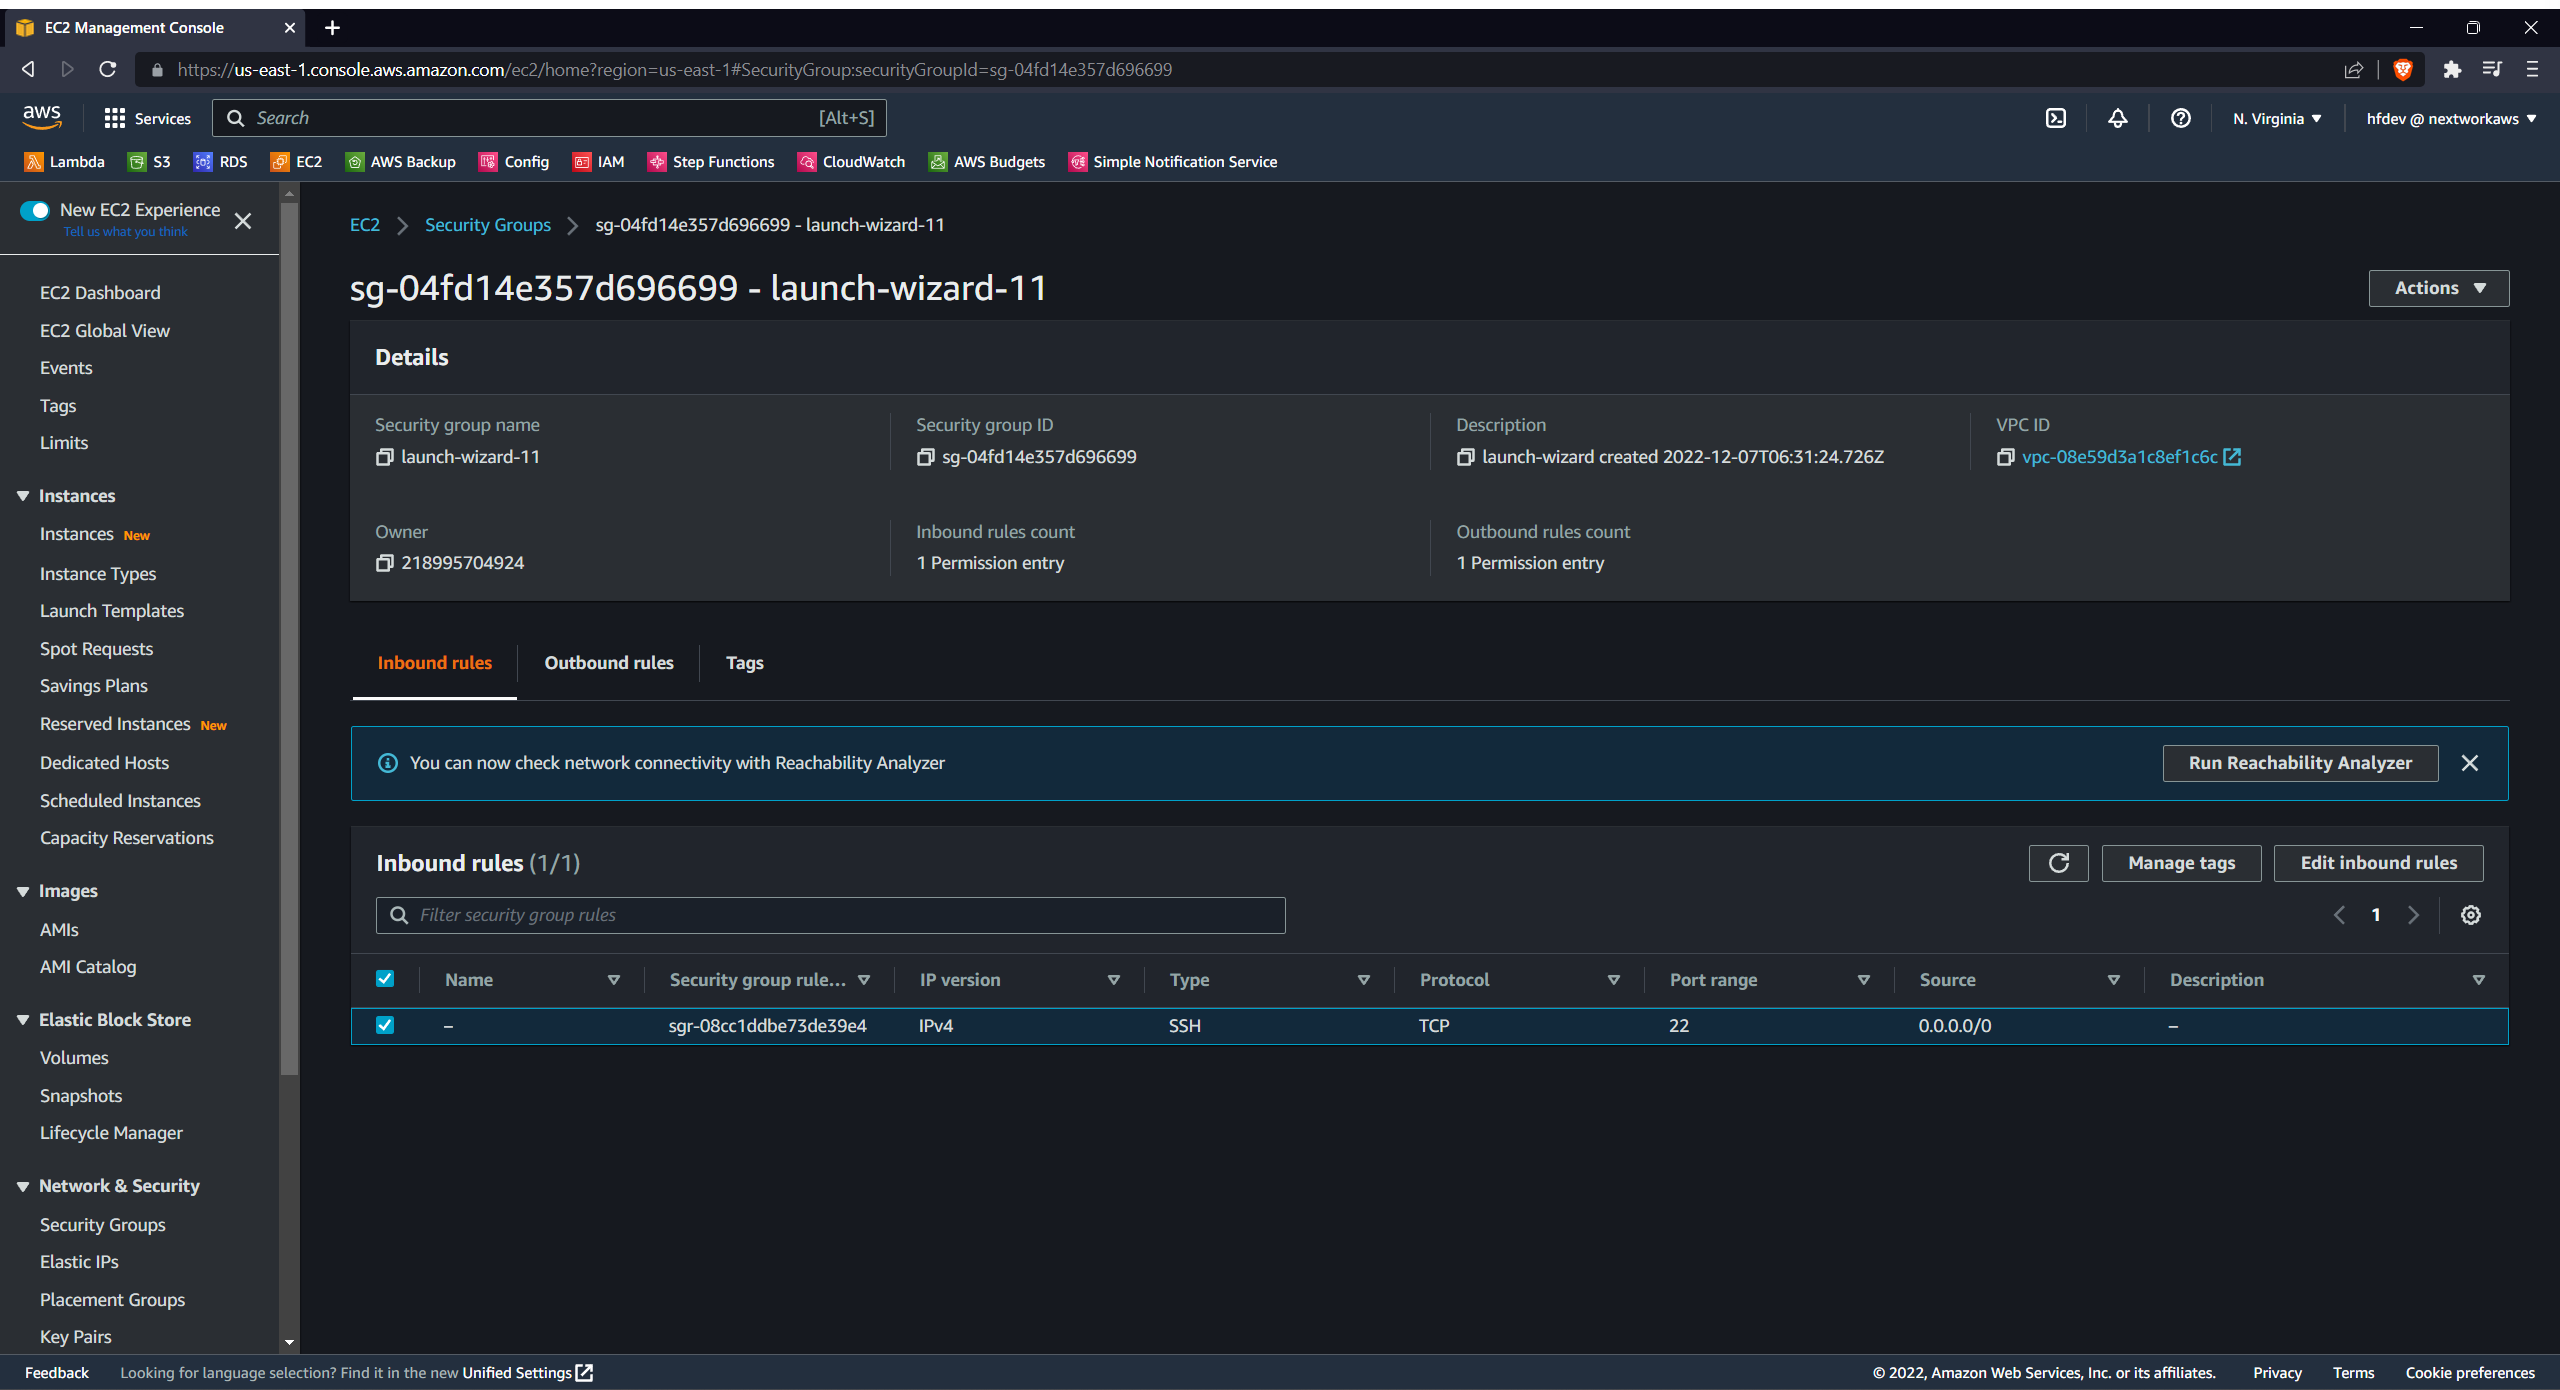 EC2 Management Console
https://us-east-1.console.aws.amazon.com/ec2/home?region=us-east-1#SecurityGroup:securityGroupId=sg-04fd14e357d696699
aws Services Search [Alt+S] N. Virginia hfdev @ nextworkaws
Lambda S3 RDS EC2 AWS Backup Config IAM Step Functions CloudWatch AWS Budgets Simple Notification Service
New EC2 Experience
Tell us what you think
EC2 Dashboard
EC2 Global View
Events
Tags
Limits
Instances
Instances New
Instance Types
Launch Templates
Spot Requests
Savings Plans
Reserved Instances New
Dedicated Hosts
Scheduled Instances
Capacity Reservations
Images
AMIs
AMI Catalog
Elastic Block Store
Volumes
Snapshots
Lifecycle Manager
Network & Security
Security Groups
Elastic IPs
Placement Groups
Key Pairs
EC2 Security Groups sg-04fd14e357d696699 - launch-wizard-11
sg-04fd14e357d696699 - launch-wizard-11
Actions
Details
Security group name
launch-wizard-11
Security group ID
sg-04fd14e357d696699
Description
launch-wizard created 2022-12-07T06:31:24.726Z
VPC ID
vpc-08e59d3a1c8ef1c6c
Owner
218995704924
Inbound rules count
1 Permission entry
Outbound rules count
1 Permission entry
Inbound rules Outbound rules Tags
You can now check network connectivity with Reachability Analyzer
Run Reachability Analyzer
Inbound rules (1/1)
Manage tags
Edit inbound rules
Filter security group rules
1
Name Security group rule... IP version Type Protocol Port range Source Description
– sgr-08cc1ddbe73de39e4 IPv4 SSH TCP 22 0.0.0.0/0 –
Feedback Looking for language selection? Find it in the new Unified Settings
© 2022, Amazon Web Services, Inc. or its affiliates. Privacy Terms Cookie preferences